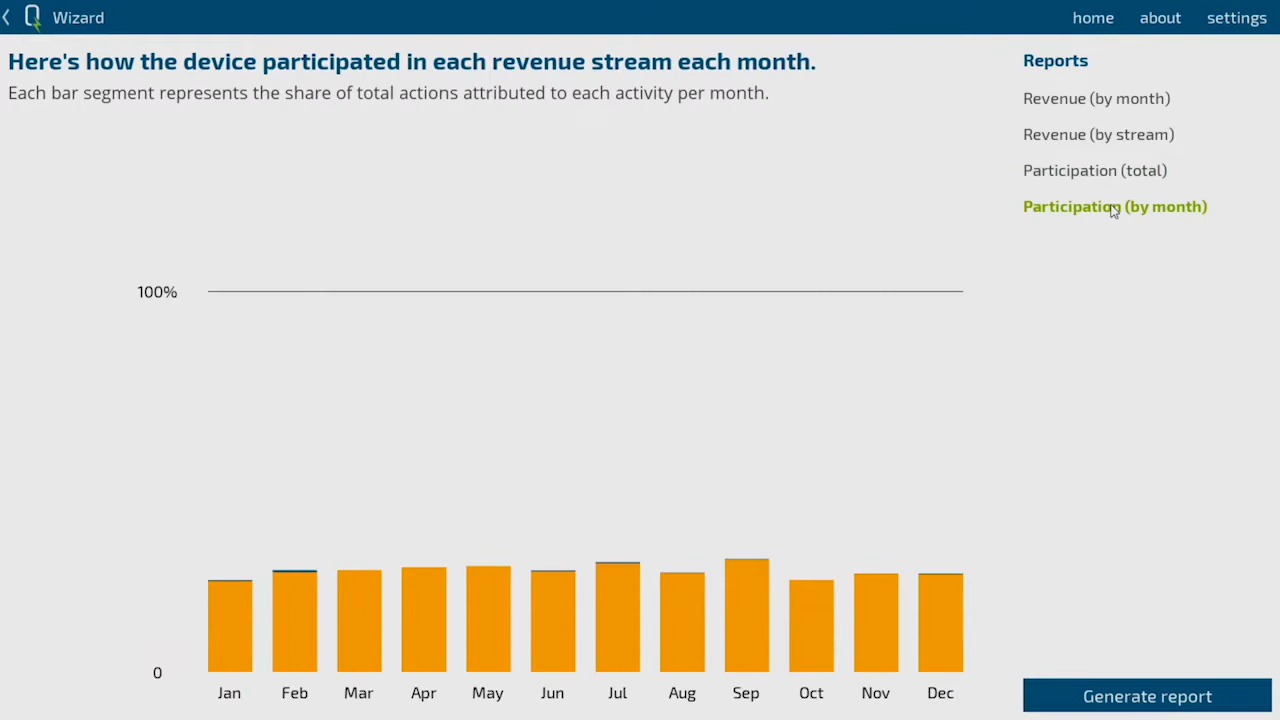 Wizard
home
about
settings
Here's how the device participated in each revenue stream each month.
Each bar segment represents the share of total actions attributed to each activity per month.
Reports
Revenue (by month)
Revenue (by stream)
Participation (total)
Participation (by month)
100%
0
Jan Feb Mar Apr May Jun Jul Aug Sep Oct Nov Dec
Generate report